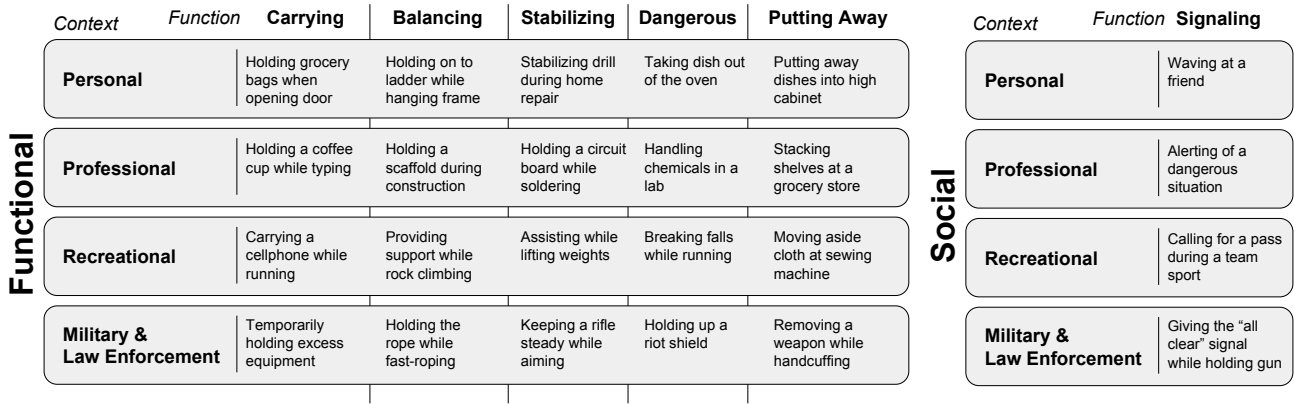 Context Function Carrying Balancing Stabilizing Dangerous Putting Away
Functional
Personal
Holding grocery
bags when
opening door
Holding on to
ladder while
hanging frame
Stabilizing drill
during home
repair
Taking dish out
of the oven
Putting away
dishes into high
cabinet
Professional
Holding a coffee
cup while typing
Holding a
scaffold during
construction
Holding a circuit
board while
soldering
Handling
chemicals in a
lab
Stacking
shelves at a
grocery store
Recreational
Carrying a
cellphone while
running
Providing
support while
rock climbing
Assisting while
lifting weights
Breaking falls
while running
Moving aside
cloth at sewing
machine
Military &
Law Enforcement
Temporarily
holding excess
equipment
Holding the
rope while
fast-roping
Keeping a rifle
steady while
aiming
Holding up a
riot shield
Removing a
weapon while
handcuffing
Context Function Signaling
Social
Personal
Waving at a
friend
Professional
Alerting of a
dangerous
situation
Recreational
Calling for a pass
during a team
sport
Military &
Law Enforcement
Giving the “all
clear” signal
while holding gun